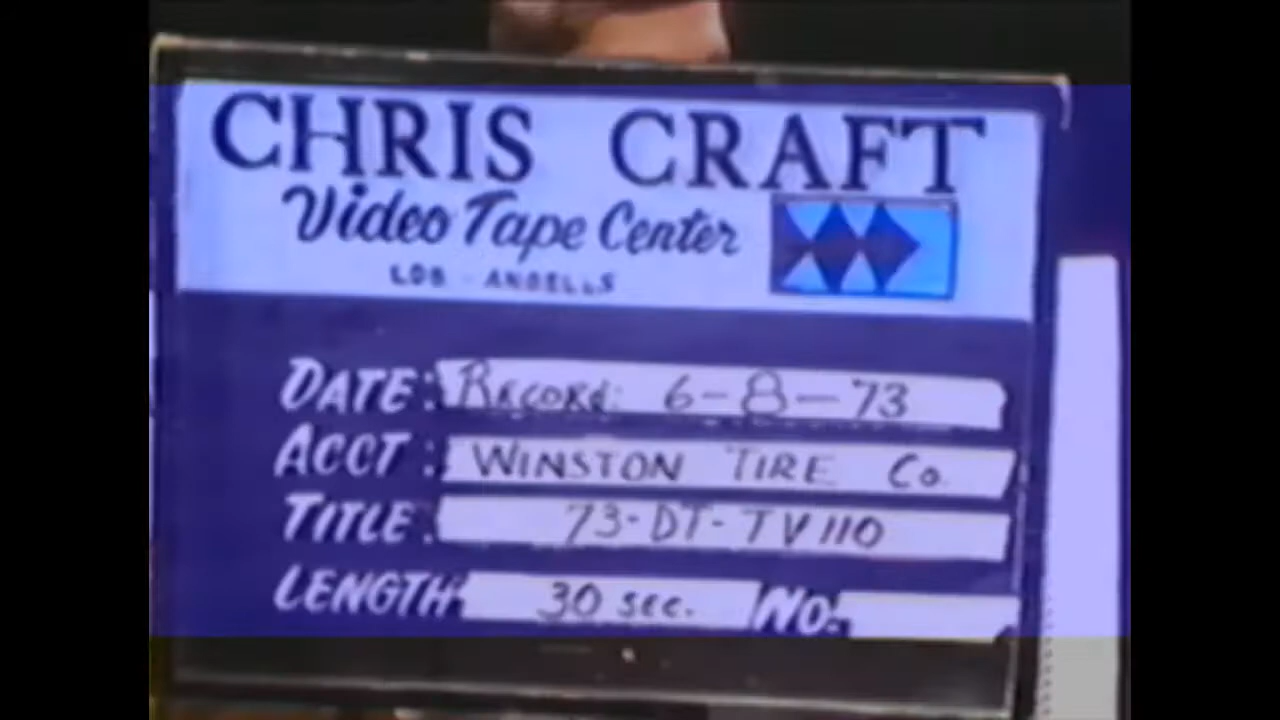 CHRIS CRAFT
Video Tape Center
LOS - ANGELLS
DATE: RECORd: 6-8-73
ACCT: WINSTON TIRE Co.
TITLE: 73-DT-TV110
LENGTH 30 sec. No: